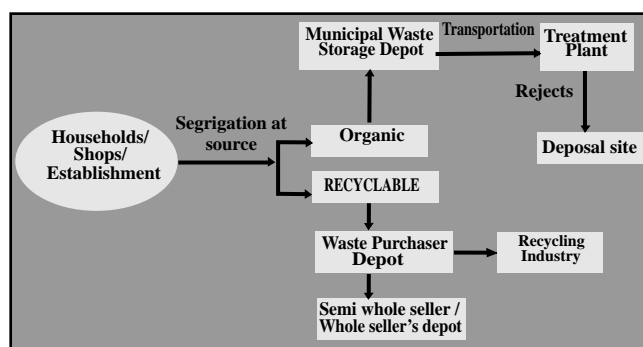 Households/
Shops/
Establishment
Segrigation at
source
Organic
RECYCLABLE
Municipal Waste
Storage Depot
Transportation
Treatment
Plant
Rejects
Deposal site
Waste Purchaser
Depot
Recycling
Industry
Semi whole seller /
Whole seller's depot